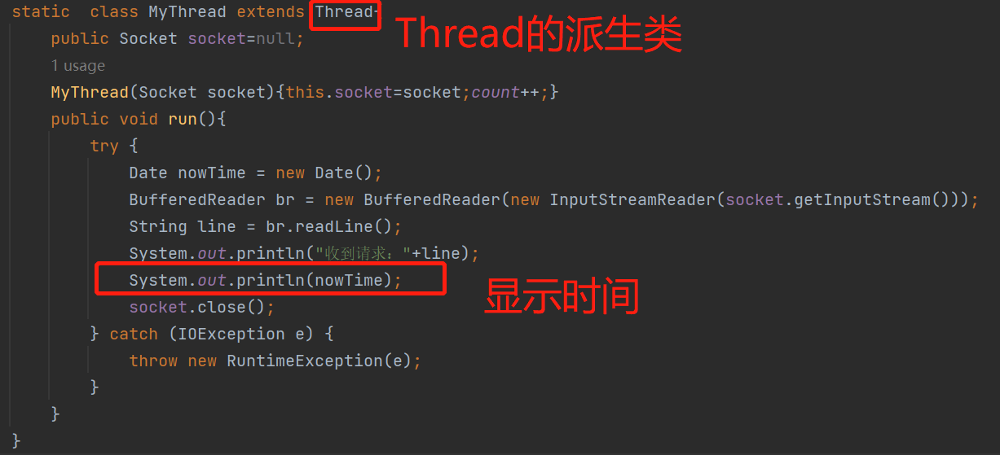 static  class MyThread extends Thread{
Thread的派生类
public Socket socket=null;
1 usage
MyThread(Socket socket){this.socket=socket;count++;}
public void run(){
try {
Date nowTime = new Date();
BufferedReader br = new BufferedReader(new InputStreamReader(socket.getInputStream()));
String line = br.readLine();
System.out.println("收到请求："+line);
System.out.println(nowTime);
显示时间
socket.close();
} catch (IOException e) {
throw new RuntimeException(e);
}
}
}